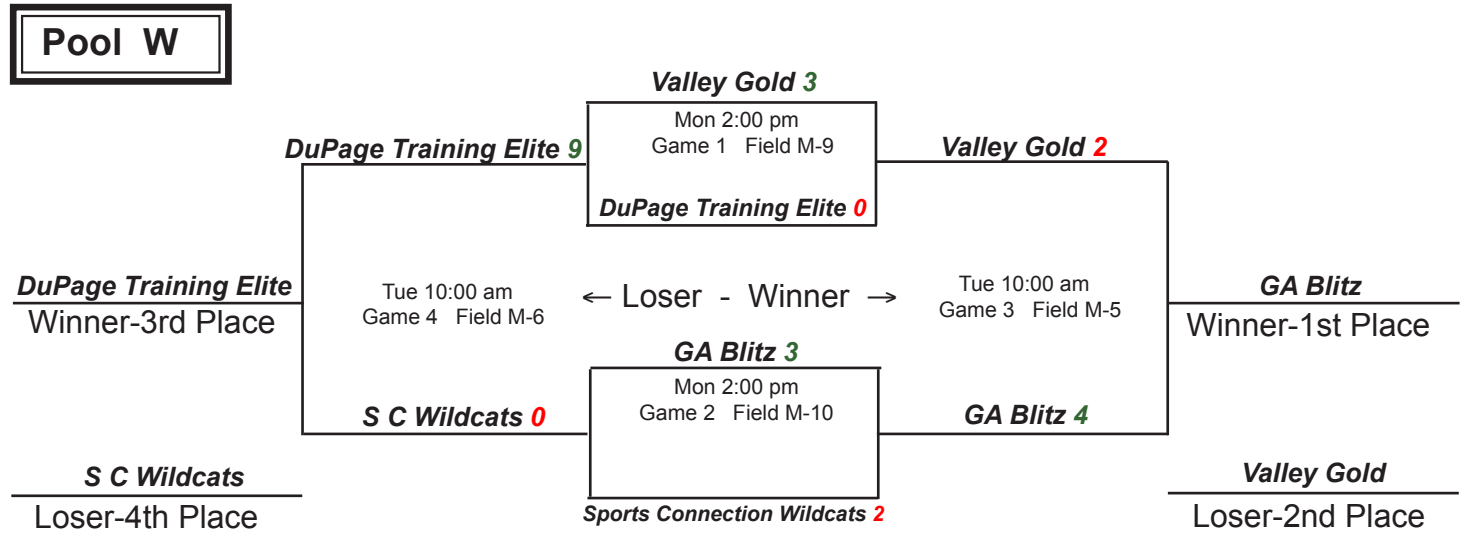 Pool W
Valley Gold 3
Mon 2:00 pm
Game 1 Field M-9
DuPage Training Elite 9
Valley Gold 2
DuPage Training Elite 0
DuPage Training Elite
Winner-3rd Place
Tue 10:00 am
Game 4 Field M-6
← Loser - Winner →
Tue 10:00 am
Game 3 Field M-5
GA Blitz
Winner-1st Place
GA Blitz 3
Mon 2:00 pm
Game 2 Field M-10
S C Wildcats 0
GA Blitz 4
S C Wildcats
Loser-4th Place
Sports Connection Wildcats 2
Valley Gold
Loser-2nd Place